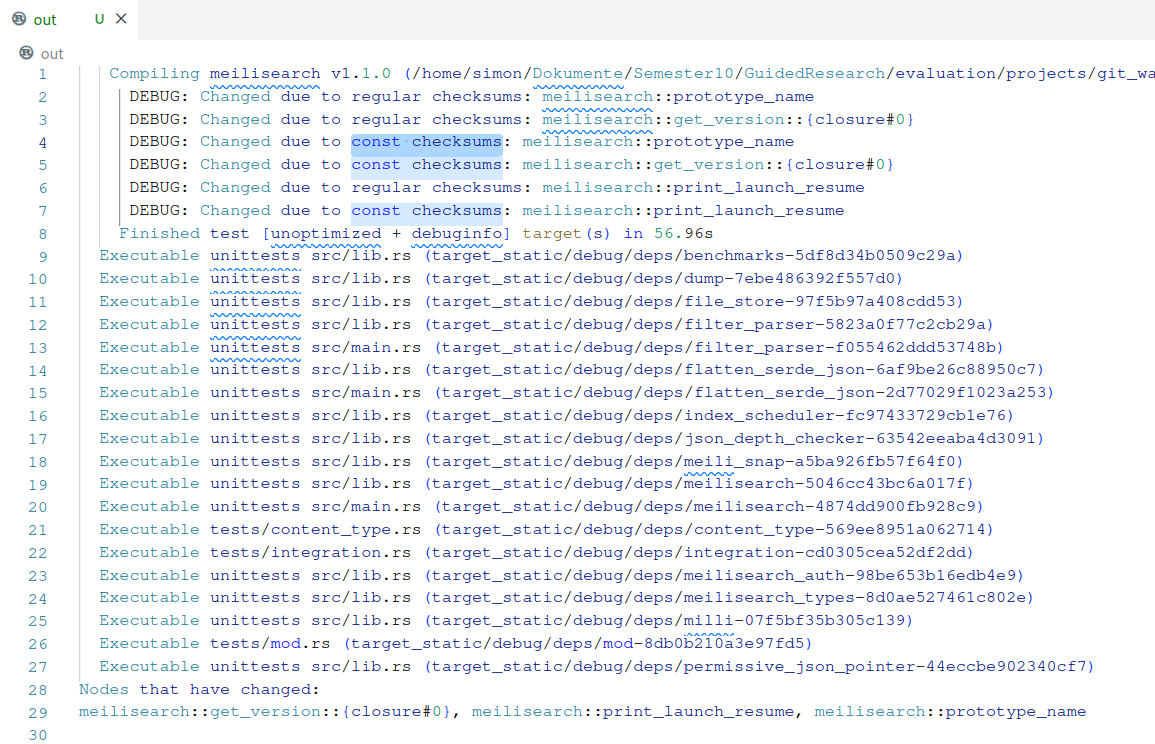 out U
out
1 Compiling meilisearch v1.1.0 (/home/simon/Dokumente/Semester10/GuidedResearch/evaluation/projects/git_wa
2 DEBUG: Changed due to regular checksums: meilisearch::prototype_name
3 DEBUG: Changed due to regular checksums: meilisearch::get_version::{closure#0}
4 DEBUG: Changed due to const checksums: meilisearch::prototype_name
5 DEBUG: Changed due to const checksums: meilisearch::get_version::{closure#0}
6 DEBUG: Changed due to regular checksums: meilisearch::print_launch_resume
7 DEBUG: Changed due to const checksums: meilisearch::print_launch_resume
8 Finished test [unoptimized + debuginfo] target(s) in 56.96s
9 Executable unittests src/lib.rs (target_static/debug/deps/benchmarks-5df8d34b0509c29a)
10 Executable unittests src/lib.rs (target_static/debug/deps/dump-7ebe486392f557d0)
11 Executable unittests src/lib.rs (target_static/debug/deps/file_store-97f5b97a408cdd53)
12 Executable unittests src/lib.rs (target_static/debug/deps/filter_parser-5823a0f77c2cb29a)
13 Executable unittests src/main.rs (target_static/debug/deps/filter_parser-f055462ddd53748b)
14 Executable unittests src/lib.rs (target_static/debug/deps/flatten_serde_json-6af9be26c88950c7)
15 Executable unittests src/main.rs (target_static/debug/deps/flatten_serde_json-2d77029f1023a253)
16 Executable unittests src/lib.rs (target_static/debug/deps/index_scheduler-fc97433729cb1e76)
17 Executable unittests src/lib.rs (target_static/debug/deps/json_depth_checker-63542eeaba4d3091)
18 Executable unittests src/lib.rs (target_static/debug/deps/meili_snap-a5ba926fb57f64f0)
19 Executable unittests src/lib.rs (target_static/debug/deps/meilisearch-5046cc43bc6a017f)
20 Executable unittests src/main.rs (target_static/debug/deps/meilisearch-4874dd900fb928c9)
21 Executable tests/content_type.rs (target_static/debug/deps/content_type-569ee8951a062714)
22 Executable tests/integration.rs (target_static/debug/deps/integration-cd0305cea52df2dd)
23 Executable unittests src/lib.rs (target_static/debug/deps/meilisearch_auth-98be653b16edb4e9)
24 Executable unittests src/lib.rs (target_static/debug/deps/meilisearch_types-8d0ae527461c802e)
25 Executable unittests src/lib.rs (target_static/debug/deps/milli-07f5bf35b305c139)
26 Executable tests/mod.rs (target_static/debug/deps/mod-8db0b210a3e97fd5)
27 Executable unittests src/lib.rs (target_static/debug/deps/permissive_json_pointer-44eccbe902340cf7)
28 Nodes that have changed:
29 meilisearch::get_version::{closure#0}, meilisearch::print_launch_resume, meilisearch::prototype_name
30